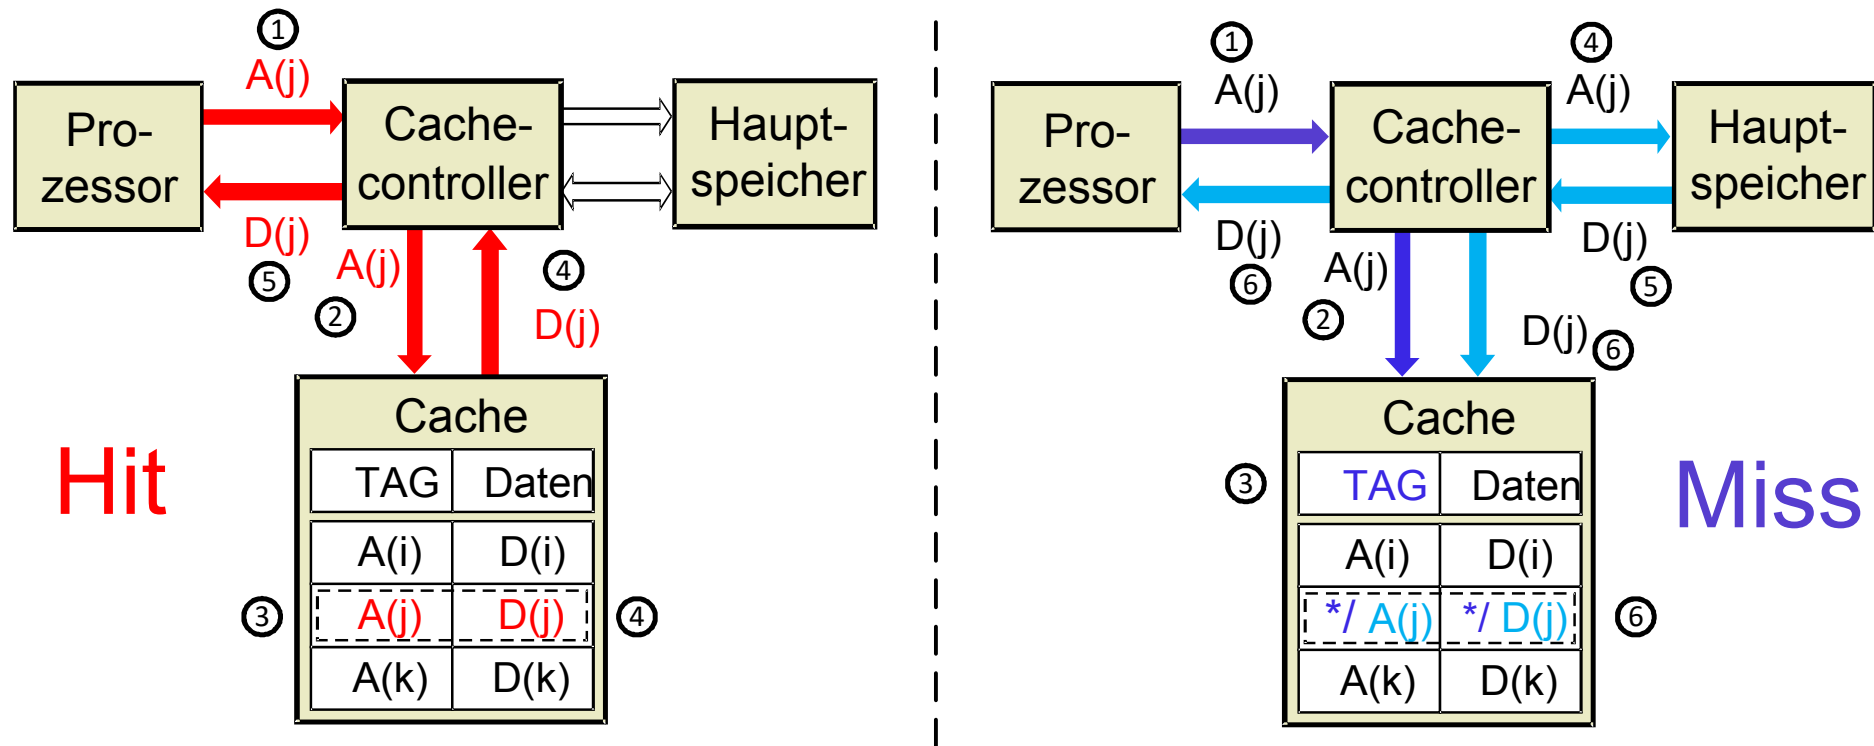 1
A(j)
Pro-
zessor
Cache-
controller
Haupt-
speicher
D(j)
5
A(j)
2
4
D(j)
Cache
TAG Daten
A(i) D(i)
3 A(j) D(j) 4
A(k) D(k)
Hit
1
A(j)
4
A(j)
Pro-
zessor
Cache-
controller
Haupt-
speicher
D(j)
6
A(j)
2
D(j)
5
D(j) 6
Cache
3 TAG Daten
A(i) D(i)
*/ A(j) */ D(j) 6
A(k) D(k)
Miss